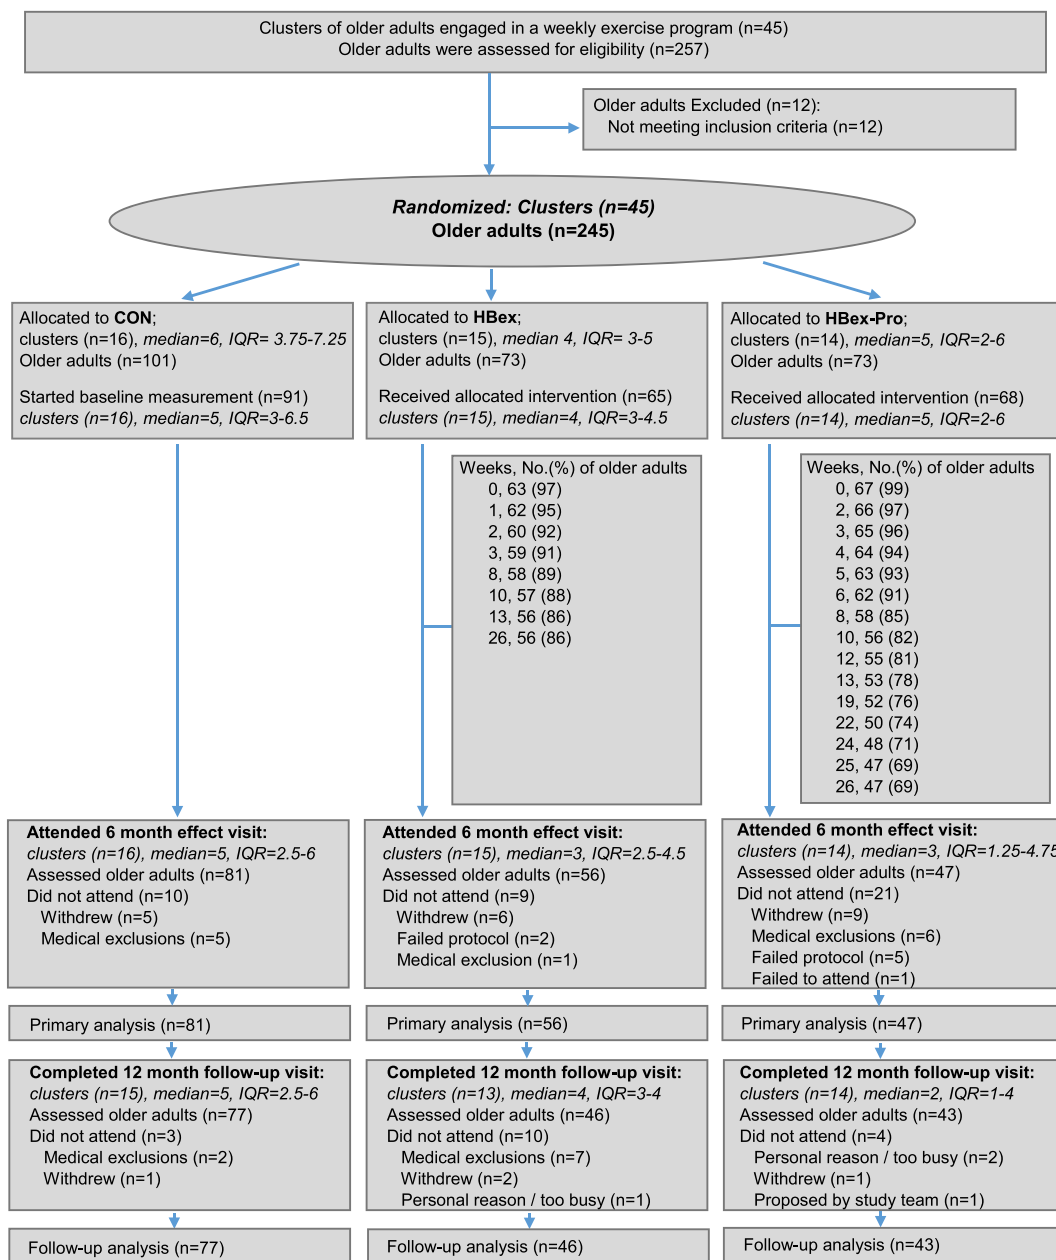 Clusters of older adults engaged in a weekly exercise program (n=45)
Older adults were assessed for eligibility (n=257)
Older adults Excluded (n=12):
Not meeting inclusion criteria (n=12)
Randomized: Clusters (n=45)
Older adults (n=245)
Allocated to CON;
clusters (n=16), median=6, IQR= 3.75-7.25
Older adults (n=101)
Started baseline measurement (n=91)
clusters (n=16), median=5, IQR=3-6.5
Allocated to HBex;
clusters (n=15), median 4, IQR= 3-5
Older adults (n=73)
Received allocated intervention (n=65)
clusters (n=15), median=4, IQR=3-4.5
Allocated to HBex-Pro;
clusters (n=14), median=5, IQR=2-6
Older adults (n=73)
Received allocated intervention (n=68)
clusters (n=14), median=5, IQR=2-6
Weeks, No.(%) of older adults
0, 63 (97)
1, 62 (95)
2, 60 (92)
3, 59 (91)
8, 58 (89)
10, 57 (88)
13, 56 (86)
26, 56 (86)
Weeks, No.(%) of older adults
0, 67 (99)
2, 66 (97)
3, 65 (96)
4, 64 (94)
5, 63 (93)
6, 62 (91)
8, 58 (85)
10, 56 (82)
12, 55 (81)
13, 53 (78)
19, 52 (76)
22, 50 (74)
24, 48 (71)
25, 47 (69)
26, 47 (69)
Attended 6 month effect visit:
clusters (n=16), median=5, IQR=2.5-6
Assessed older adults (n=81)
Did not attend (n=10)
Withdrew (n=5)
Medical exclusions (n=5)
Attended 6 month effect visit:
clusters (n=15), median=3, IQR=2.5-4.5
Assessed older adults (n=56)
Did not attend (n=9)
Withdrew (n=6)
Failed protocol (n=2)
Medical exclusion (n=1)
Attended 6 month effect visit:
clusters (n=14), median=3, IQR=1.25-4.75
Assessed older adults (n=47)
Did not attend (n=21)
Withdrew (n=9)
Medical exclusions (n=6)
Failed protocol (n=5)
Failed to attend (n=1)
Primary analysis (n=81)
Primary analysis (n=56)
Primary analysis (n=47)
Completed 12 month follow-up visit:
clusters (n=15), median=5, IQR=2.5-6
Assessed older adults (n=77)
Did not attend (n=3)
Medical exclusions (n=2)
Withdrew (n=1)
Completed 12 month follow-up visit:
clusters (n=13), median=4, IQR=3-4
Assessed older adults (n=46)
Did not attend (n=10)
Medical exclusions (n=7)
Withdrew (n=2)
Personal reason / too busy (n=1)
Completed 12 month follow-up visit:
clusters (n=14), median=2, IQR=1-4
Assessed older adults (n=43)
Did not attend (n=4)
Personal reason / too busy (n=2)
Withdrew (n=1)
Proposed by study team (n=1)
Follow-up analysis (n=77)
Follow-up analysis (n=46)
Follow-up analysis (n=43)